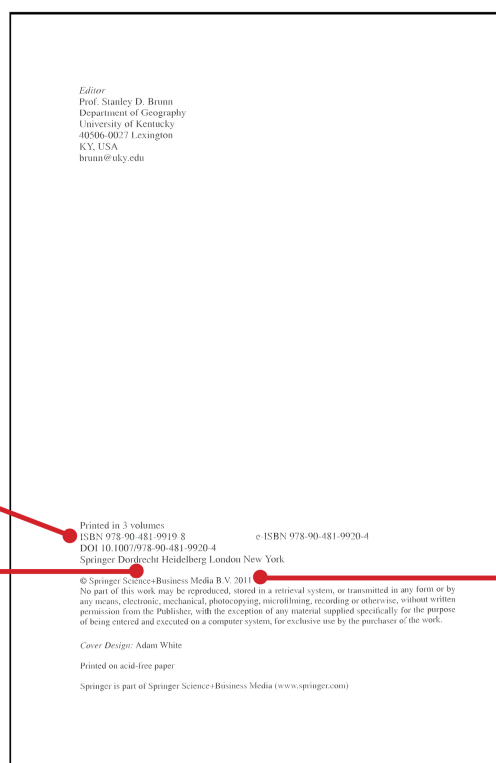 Editor
Prof. Stanley D. Brunn
Department of Geography
University of Kentucky
40506-0027 Lexington
KY, USA
brunn@uky.edu
Printed in 3 volumes
ISBN 978-90-481-9919-8 e-ISBN 978-90-481-9920-4
DOI 10.1007/978-90-481-9920-4
Springer Dordrecht Heidelberg London New York
© Springer Science+Business Media B.V. 2011
No part of this work may be reproduced, stored in a retrieval system, or transmitted in any form or by
any means, electronic, mechanical, photocopying, microfilming, recording or otherwise, without written
permission from the Publisher, with the exception of any material supplied specifically for the purpose
of being entered and executed on a computer system, for exclusive use by the purchaser of the work.
Cover Design: Adam White
Printed on acid-free paper
Springer is part of Springer Science+Business Media (www.springer.com)